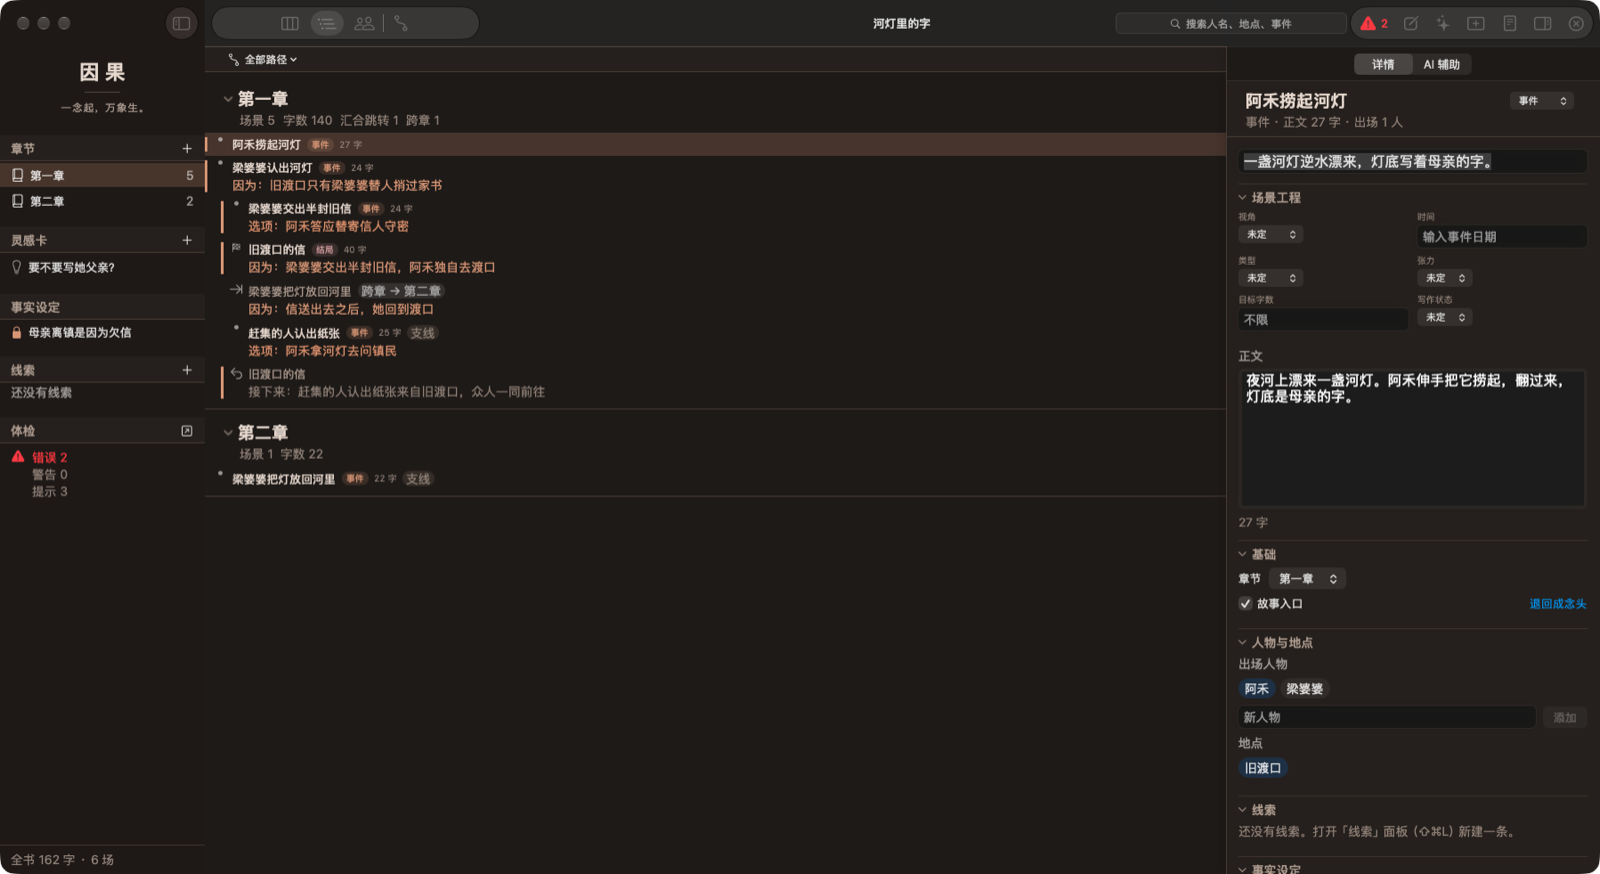 河灯里的字
搜索人名、地点、事件
2
因果
一念起，万象生。
章节
第一章 5
第二章 2
灵感卡
要不要写她父亲？
事实设定
母亲离镇是因为欠信
线索
还没有线索
体检
错误 2
警告 0
提示 3
全书 162 字 · 6 场
全部路径
第一章
场景 5 字数 140 汇合跳转 1 跨章 1
阿禾捞起河灯 事件 27 字
梁婆婆认出河灯 事件 24 字
因为：旧渡口只有梁婆婆替人捎过家书
梁婆婆交出半封旧信 事件 24 字
选项：阿禾答应替寄信人守密
旧渡口的信 结局 40 字
因为：梁婆婆交出半封旧信，阿禾独自去渡口
梁婆婆把灯放回河里 跨章 → 第二章
因为：信送出去之后，她回到渡口
赶集的人认出纸张 事件 25 字 支线
选项：阿禾拿河灯去问镇民
旧渡口的信
接下来：赶集的人认出纸张来自旧渡口，众人一同前往
第二章
场景 1 字数 22
梁婆婆把灯放回河里 事件 22 字 支线
详情 AI 辅助
阿禾捞起河灯 事件
事件 · 正文 27 字 · 出场 1 人
一盏河灯逆水漂来，灯底写着母亲的字。
场景工程
视角 时间
未定 输入事件日期
类型 张力
未定 未定
目标字数 写作状态
不限 未定
正文
夜河上漂来一盏河灯。阿禾伸手把它捞起，翻过来，
灯底是母亲的字。
27 字
基础
章节 第一章
故事入口 退回成念头
人物与地点
出场人物
阿禾 梁婆婆
新人物 添加
地点
旧渡口
线索
还没有线索。打开「线索」面板（⇧⌘L）新建一条。
事实设定